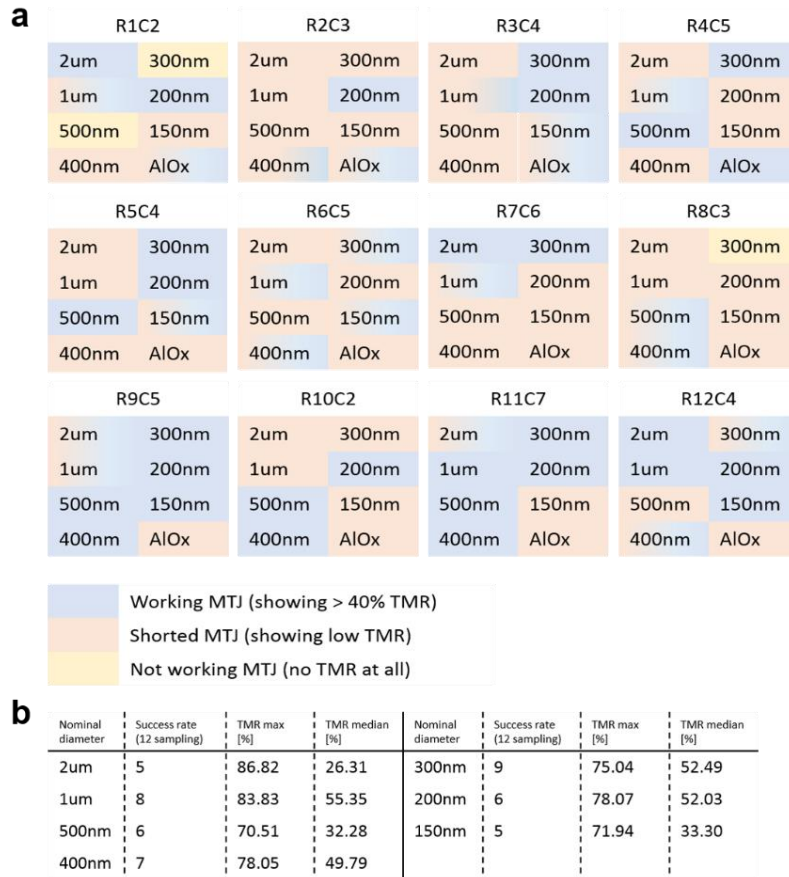 a
R1C2 R2C3 R3C4 R4C5
2um 300nm 2um 300nm 2um 300nm 2um 300nm
1um 200nm 1um 200nm 1um 200nm 1um 200nm
500nm 150nm 500nm 150nm 500nm 150nm 500nm 150nm
400nm AlOx 400nm AlOx 400nm AlOx 400nm AlOx
R5C4 R6C5 R7C6 R8C3
2um 300nm 2um 300nm 2um 300nm 2um 300nm
1um 200nm 1um 200nm 1um 200nm 1um 200nm
500nm 150nm 500nm 150nm 500nm 150nm 500nm 150nm
400nm AlOx 400nm AlOx 400nm AlOx 400nm AlOx
R9C5 R10C2 R11C7 R12C4
2um 300nm 2um 300nm 2um 300nm 2um 300nm
1um 200nm 1um 200nm 1um 200nm 1um 200nm
500nm 150nm 500nm 150nm 500nm 150nm 500nm 150nm
400nm AlOx 400nm AlOx 400nm AlOx 400nm AlOx
Working MTJ (showing > 40% TMR)
Shorted MTJ (showing low TMR)
Not working MTJ (no TMR at all)
b
Nominal Success rate TMR max TMR median Nominal Success rate TMR max TMR median
diameter (12 sampling) [%] [%] diameter (12 sampling) [%] [%]
2um 5 86.82 26.31 300nm 9 75.04 52.49
1um 8 83.83 55.35 200nm 6 78.07 52.03
500nm 6 70.51 32.28 150nm 5 71.94 33.30
400nm 7 78.05 49.79